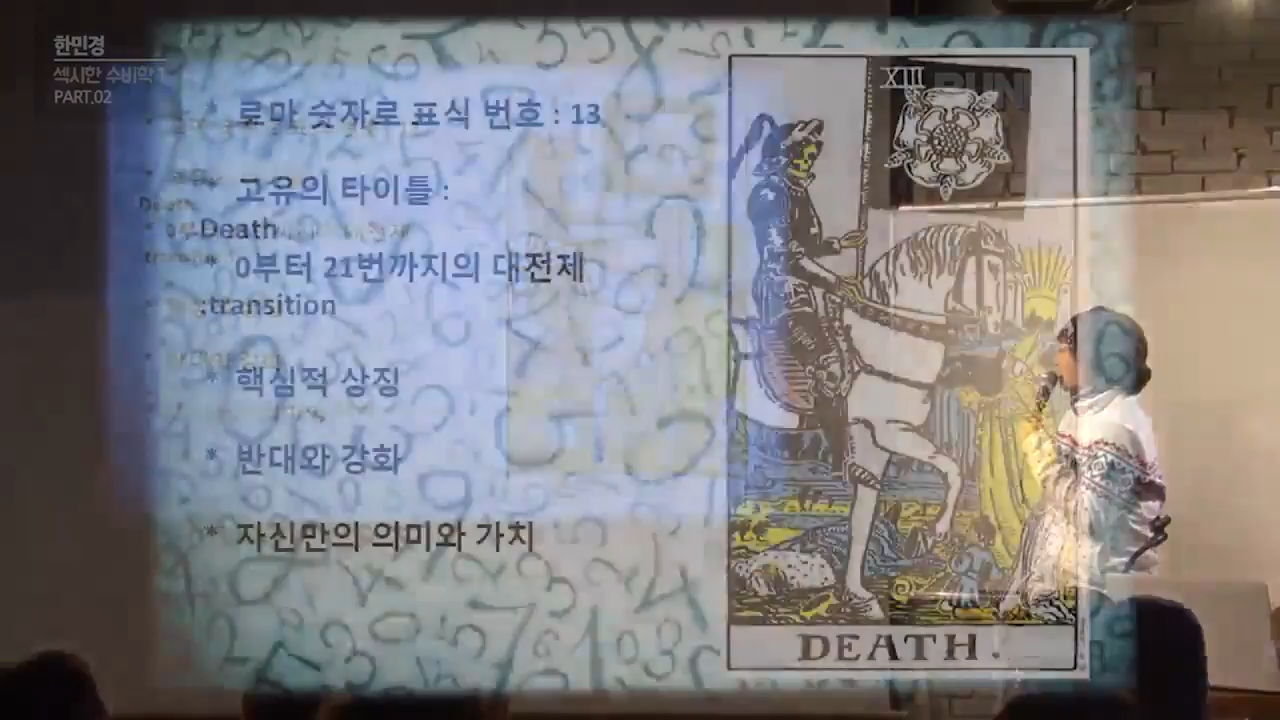 한민경
섹시한 수비학 1
PART.02
* 로마 숫자로 표식 번호 : 13
고유의 타이틀 :
Death
0부터 21번까지의 대전제
:transition
* 핵심적 상징
* 반대와 강화
* 자신만의 의미와 가치
XIII
DEATH.